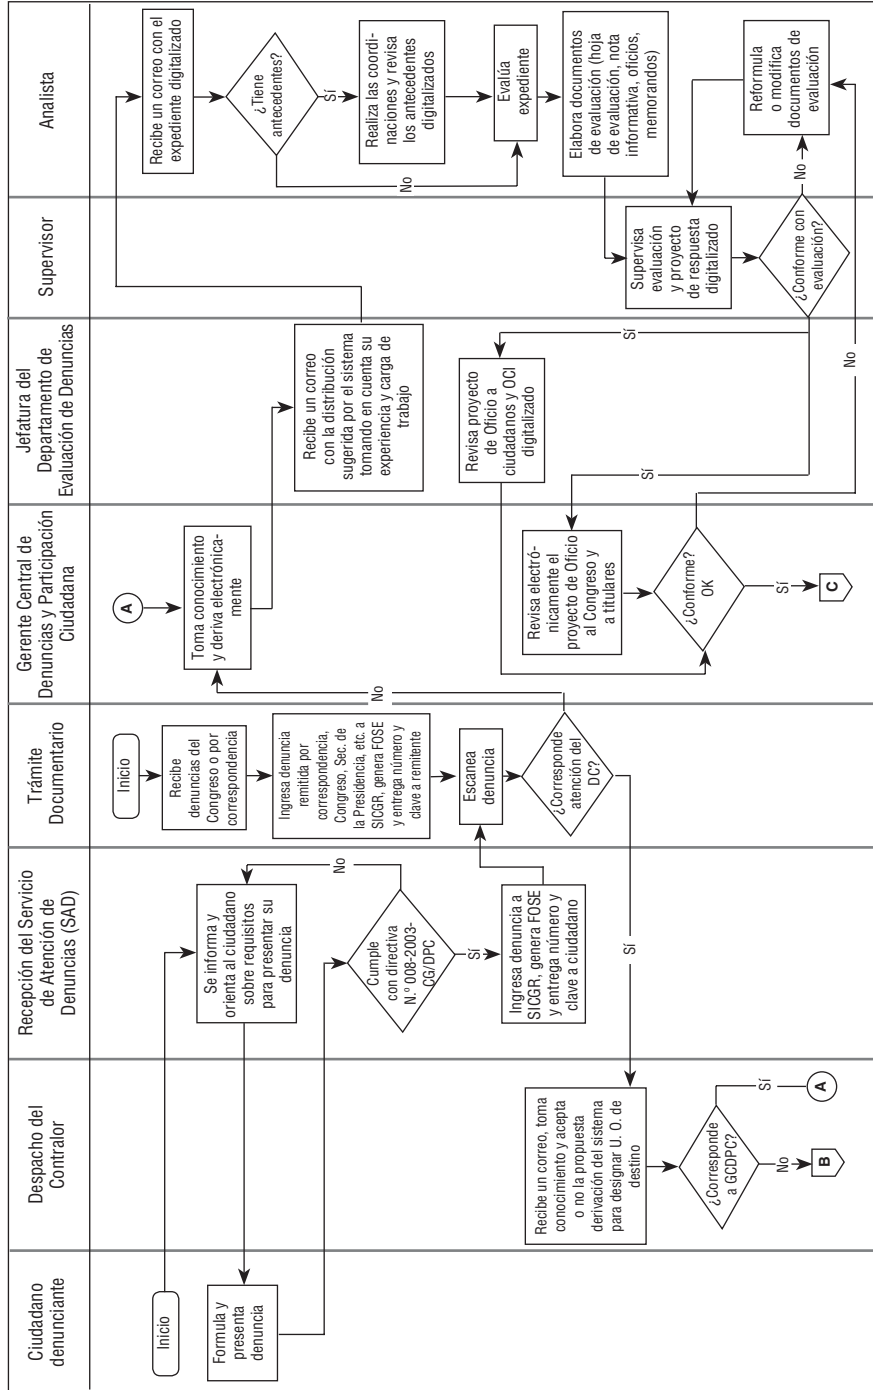 Ciudadano
denunciante
Despacho del
Contralor
Recepción del Servicio
de Atención de
Denuncias (SAD)
Trámite
Documentario
Gerente Central de
Denuncias y Participación
Ciudadana
Jefatura del
Departamento de
Evaluación de Denuncias
Supervisor
Analista
Inicio
Formula y
presenta
denuncia
Recibe un correo, toma
conocimiento y acepta
o no la propuesta
derivación del sistema
para designar U. O. de
destino
¿Corresponde
a GCDPC?
Sí
A
No
B
Se informa y
orienta al ciudadano
sobre requisitos
para presentar su
denuncia
No
Cumple
con directiva
N.º 008-2003-
CG/DPC
Sí
Ingresa denuncia a
SICGR, genera FOSE
y entrega número y
clave a ciudadano
Sí
Inicio
Recibe
denuncias del
Congreso o por
correspondencia
Ingresa denuncia
remitida por
correspondencia,
Congreso, Sec. de
la Presidencia, etc. a
SICGR, genera FOSE
y entrega número y
clave a remitente
Escanea
denuncia
¿Corresponde
atención del
DC?
No
A
Toma conocimiento
y deriva electrónica-
mente
Revisa electró-
nicamente el
proyecto de Oficio
al Congreso y
a titulares
¿Conforme?
OK
Sí
C
Recibe un correo
con la distribución
sugerida por el sistema
tomando en cuenta su
experiencia y carga de
trabajo
Revisa proyecto
de Oficio a
ciudadanos y OCI
digitalizado
Sí
Sí
No
Supervisa
evaluación
y proyecto
de respuesta
digitalizado
¿Conforme con
evaluación?
No
Recibe un correo con el
expediente digitalizado
¿Tiene
antecedentes?
Sí
No
Realiza las coordi-
naciones y revisa
los antecedentes
digitalizados
Evalúa
expediente
Elabora documentos
de evaluación (hoja
de evaluación, nota
informativa, oficios,
memorandos)
Reformula
o modifica
documentos de
evaluación